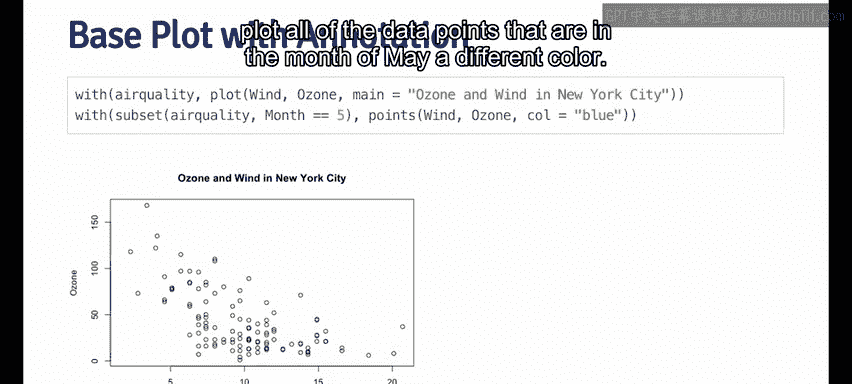 Base Plot with Annotation
plot all of the data points that are in
the month of May a different color.
with(airquality, plot(Wind, Ozone, main = "Ozone and Wind in New York City"))
with(subset(airquality, Month == 5), points(Wind, Ozone, col = "blue"))
Ozone and Wind in New York City
Ozone
150
100
50
0
5 10 15 20